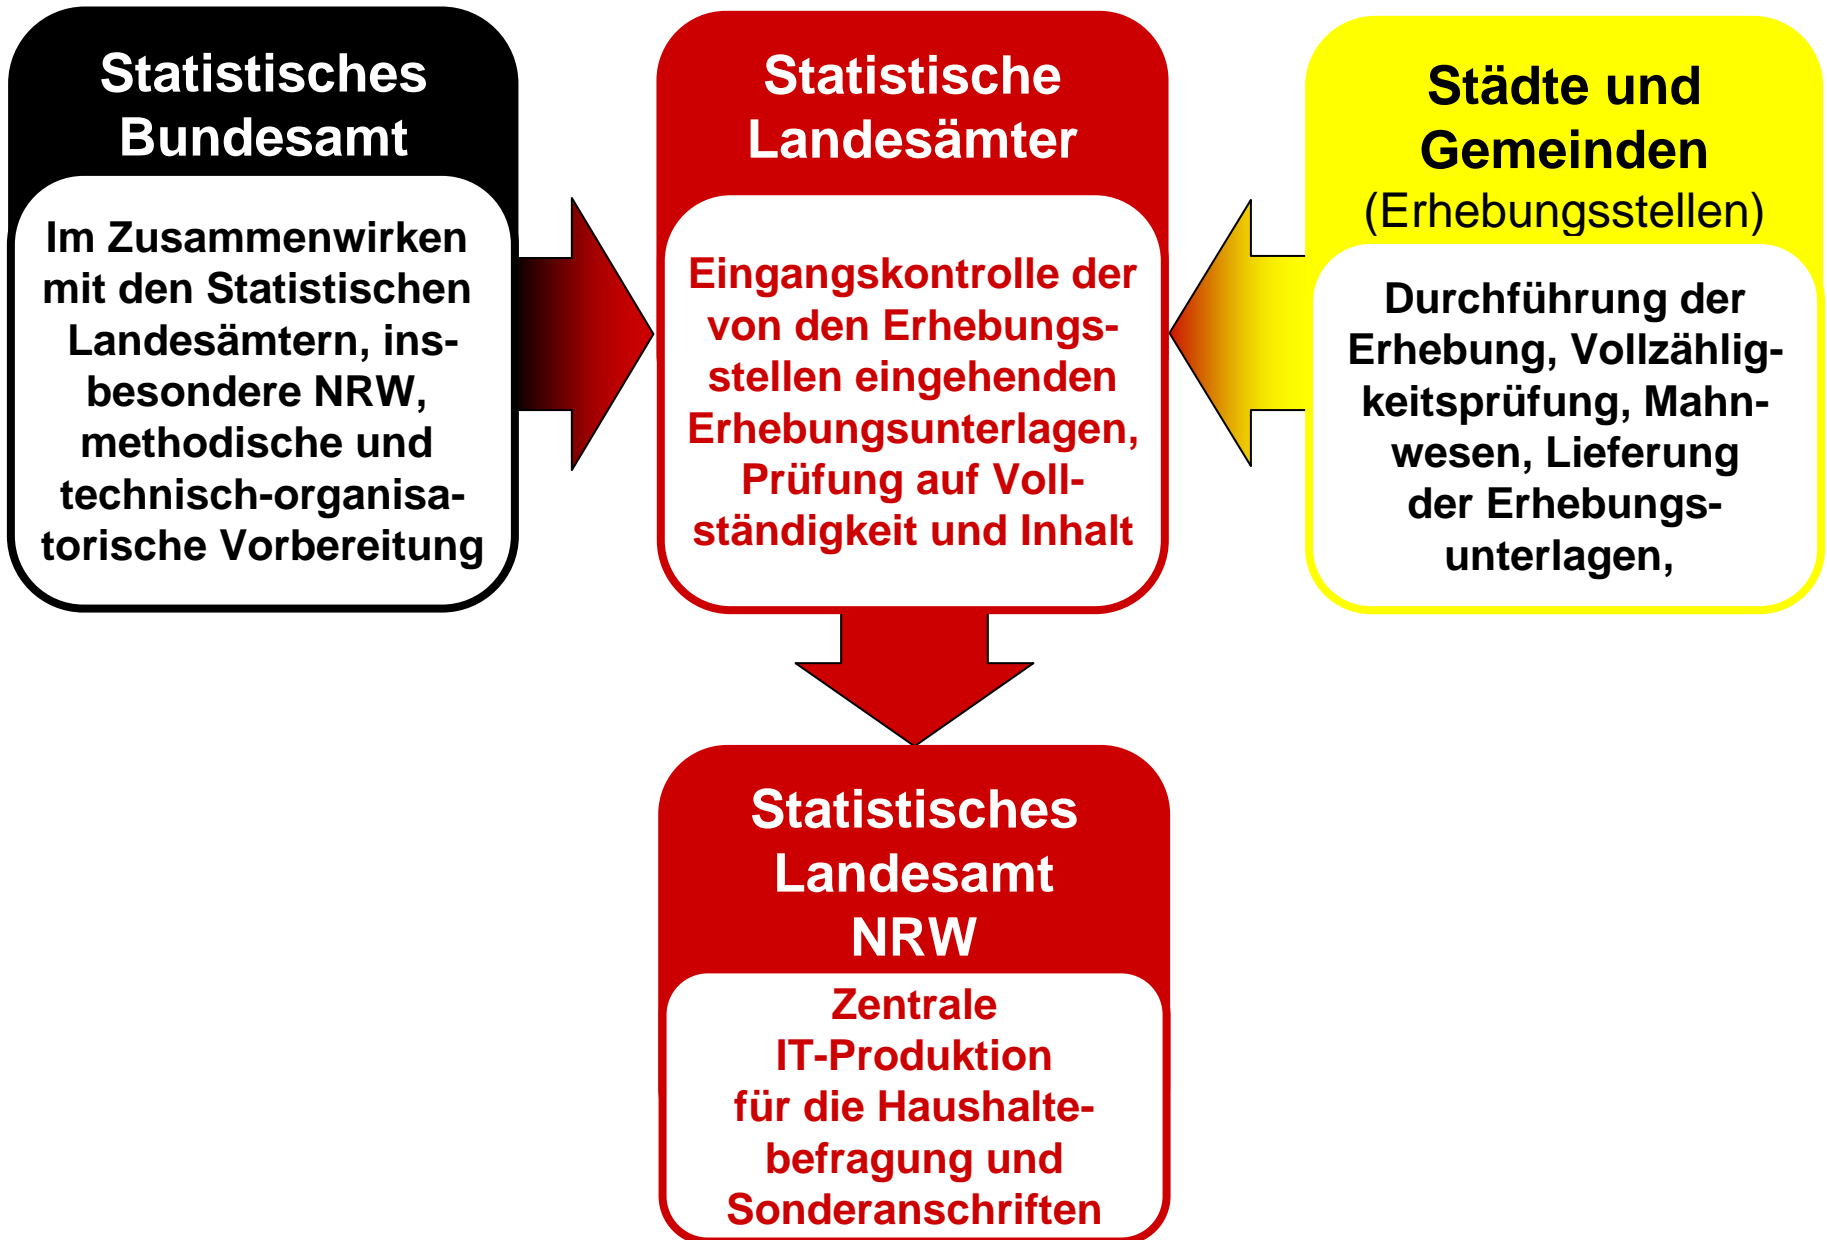 Statistisches
Bundesamt
Im Zusammenwirken
mit den Statistischen
Landesämtern, ins-
besondere NRW,
methodische und
technisch-organisa-
torische Vorbereitung
Statistische
Landesämter
Eingangskontrolle der
von den Erhebungs-
stellen eingehenden
Erhebungsunterlagen,
Prüfung auf Voll-
ständigkeit und Inhalt
Städte und
Gemeinden
(Erhebungsstellen)
Durchführung der
Erhebung, Vollzählig-
keitsprüfung, Mahn-
wesen, Lieferung
der Erhebungs-
unterlagen,
Statistisches
Landesamt
NRW
Zentrale
IT-Produktion
für die Haushalte-
befragung und
Sonderanschriften